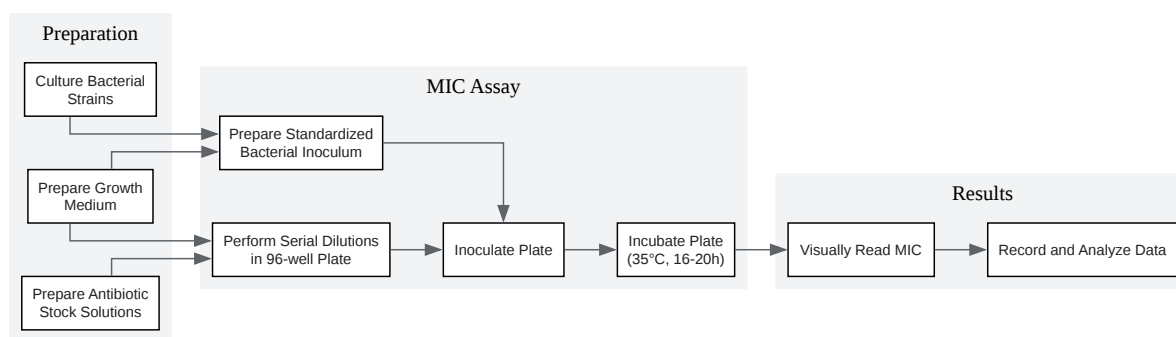 Preparation
Culture Bacterial
Strains
Prepare Growth
Medium
Prepare Antibiotic
Stock Solutions
MIC Assay
Prepare Standardized
Bacterial Inoculum
Perform Serial Dilutions
in 96-well Plate
Inoculate Plate
Incubate Plate
(35°C, 16-20h)
Results
Visually Read MIC
Record and Analyze Data